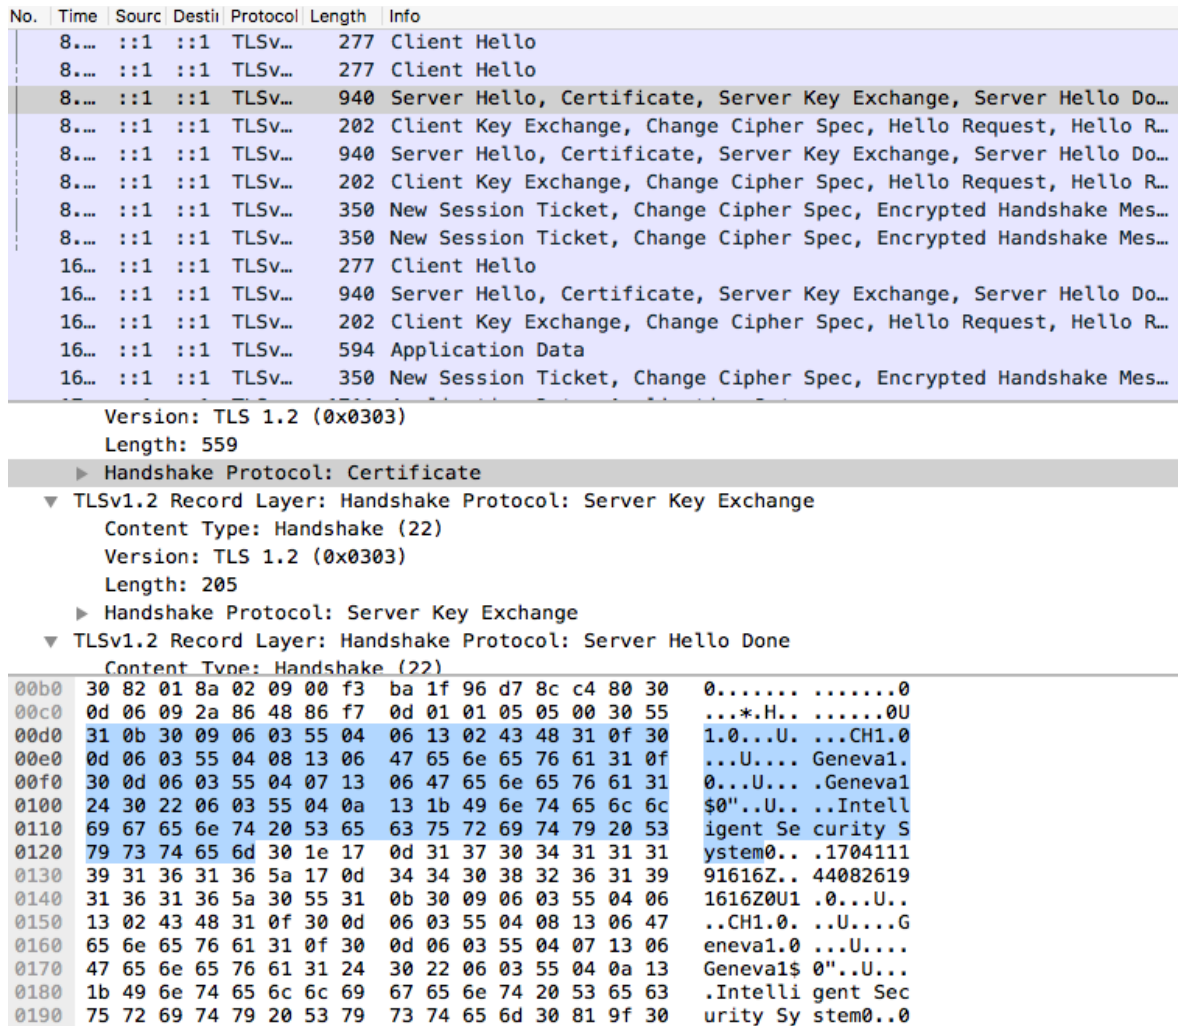 No. Time Sourc Destii Protocol Length Info
8.… ::1 ::1 TLSv… 277 Client Hello
8.… ::1 ::1 TLSv… 277 Client Hello
8.… ::1 ::1 TLSv… 940 Server Hello, Certificate, Server Key Exchange, Server Hello Do…
8.… ::1 ::1 TLSv… 202 Client Key Exchange, Change Cipher Spec, Hello Request, Hello R…
8.… ::1 ::1 TLSv… 940 Server Hello, Certificate, Server Key Exchange, Server Hello Do…
8.… ::1 ::1 TLSv… 202 Client Key Exchange, Change Cipher Spec, Hello Request, Hello R…
8.… ::1 ::1 TLSv… 350 New Session Ticket, Change Cipher Spec, Encrypted Handshake Mes…
8.… ::1 ::1 TLSv… 350 New Session Ticket, Change Cipher Spec, Encrypted Handshake Mes…
16… ::1 ::1 TLSv… 277 Client Hello
16… ::1 ::1 TLSv… 940 Server Hello, Certificate, Server Key Exchange, Server Hello Do…
16… ::1 ::1 TLSv… 202 Client Key Exchange, Change Cipher Spec, Hello Request, Hello R…
16… ::1 ::1 TLSv… 594 Application Data
16… ::1 ::1 TLSv… 350 New Session Ticket, Change Cipher Spec, Encrypted Handshake Mes…
Version: TLS 1.2 (0x0303)
Length: 559
Handshake Protocol: Certificate
TLSv1.2 Record Layer: Handshake Protocol: Server Key Exchange
Content Type: Handshake (22)
Version: TLS 1.2 (0x0303)
Length: 205
Handshake Protocol: Server Key Exchange
TLSv1.2 Record Layer: Handshake Protocol: Server Hello Done
Content Type: Handshake (22)
00b0 30 82 01 8a 02 09 00 f3 ba 1f 96 d7 8c c4 80 30 0....... .......0
00c0 0d 06 09 2a 86 48 86 f7 0d 01 01 05 05 00 30 55 ...*.H.. ......0U
00d0 31 0b 30 09 06 03 55 04 06 13 02 43 48 31 0f 30 1.0...U. ...CH1.0
00e0 0d 06 03 55 04 08 13 06 47 65 6e 65 76 61 31 0f ...U.... Geneva1.
00f0 30 0d 06 03 55 04 07 13 06 47 65 6e 65 76 61 31 0...U... .Geneva1
0100 24 30 22 06 03 55 04 0a 13 1b 49 6e 74 65 6c 6c $0"..U.. ..Intell
0110 69 67 65 6e 74 20 53 65 63 75 72 69 74 79 20 53 igent Se curity S
0120 79 73 74 65 6d 30 1e 17 0d 31 37 30 34 31 31 31 ystem0.. .1704111
0130 39 31 36 31 36 5a 17 0d 34 34 30 38 32 36 31 39 91616Z.. 44082619
0140 31 36 31 36 5a 30 55 31 0b 30 09 06 03 55 04 06 1616Z0U1 .0...U..
0150 13 02 43 48 31 0f 30 0d 06 03 55 04 08 13 06 47 ..CH1.0. ..U....G
0160 65 6e 65 76 61 31 0f 30 0d 06 03 55 04 07 13 06 eneva1.0 ...U....
0170 47 65 6e 65 76 61 31 24 30 22 06 03 55 04 0a 13 Geneva1$ 0"..U...
0180 1b 49 6e 74 65 6c 6c 69 67 65 6e 74 20 53 65 63 .Intelli gent Sec
0190 75 72 69 74 79 20 53 79 73 74 65 6d 30 81 9f 30 urity Sy stem0..0